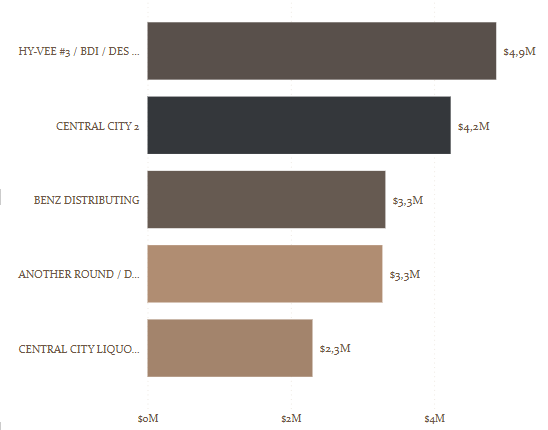 HY-VEE #3 / BDI / DES ... $4,9M
CENTRAL CITY 2 $4,2M
BENZ DISTRIBUTING $3,3M
ANOTHER ROUND / D... $3,3M
CENTRAL CITY LIQUO... $2,3M
$0M $2M $4M